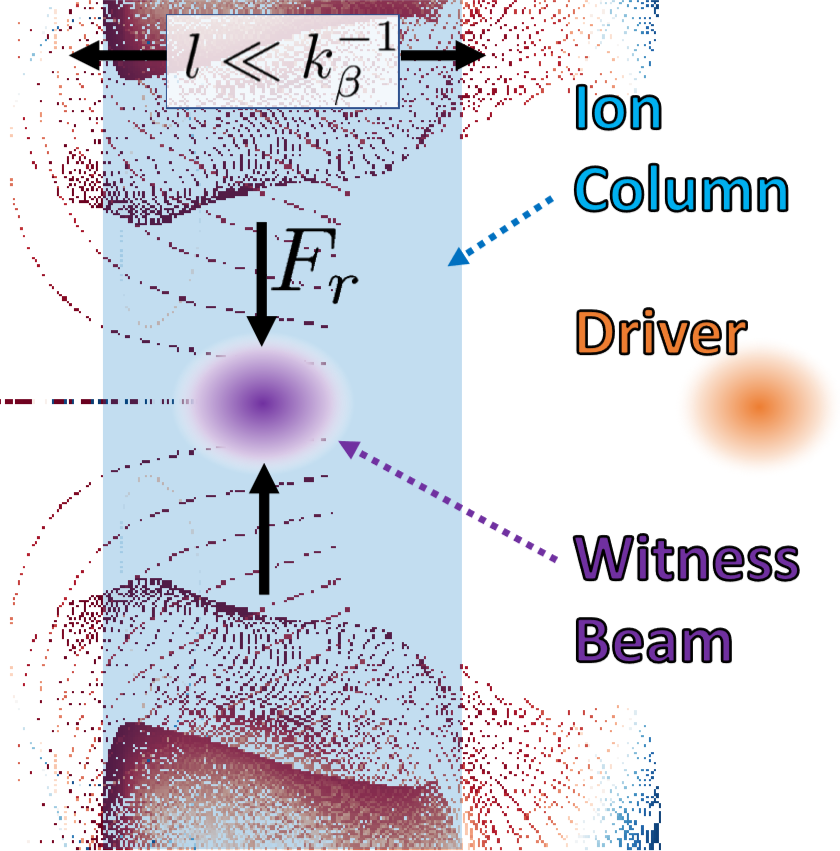 l ≪ k_β^{-1}
Ion
Column
F_r
Driver
Witness
Beam